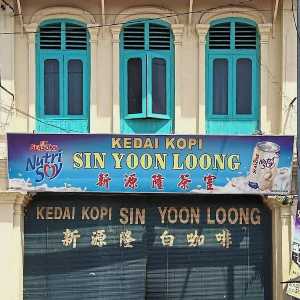 SEASONS
Nutri
Soy
KEDAI KOPI
SIN YOON LOONG
新源隆茶室
KEDAI KOPI SIN YOON LOONG
新源隆 白咖啡